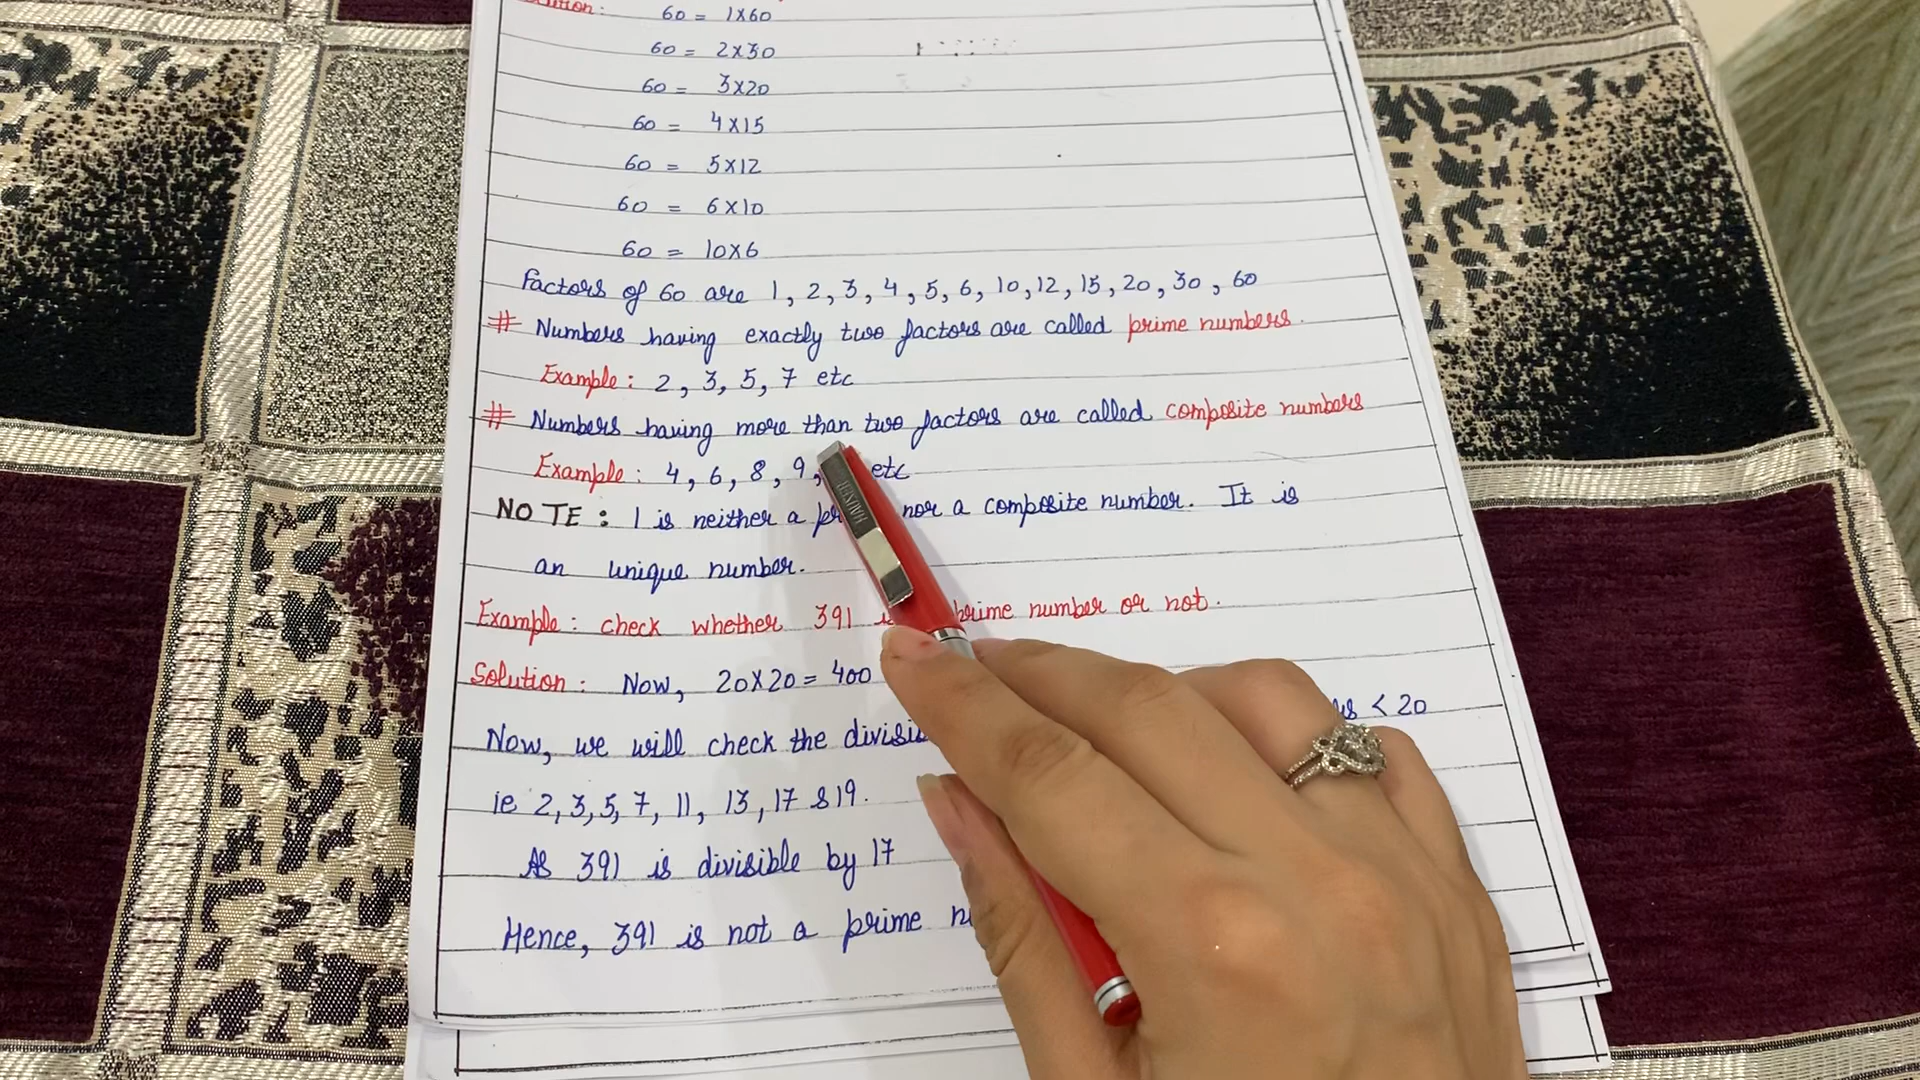 60 = 1x60
60 = 2x30
60 = 3x20
60 = 4x15
60 = 5x12
60 = 6x10
60 = 10x6
Factors of 60 are 1, 2, 3, 4, 5, 6, 10, 12, 15, 20, 30, 60
# Numbers having exactly two factors are called prime numbers.
Example: 2, 3, 5, 7 etc
# Numbers having more than two factors are called composite numbers
Example: 4, 6, 8, 9, etc
NOTE: 1 is neither a nor a composite number. It is
an unique number.
Example: check whether 391 prime number or not.
Solution: Now, 20x20 = 400
Now, we will check the < 20
ie 2, 3, 5, 7, 11, 13, 17 & 19.
As 391 is divisible by 17
Hence, 391 is not a prime